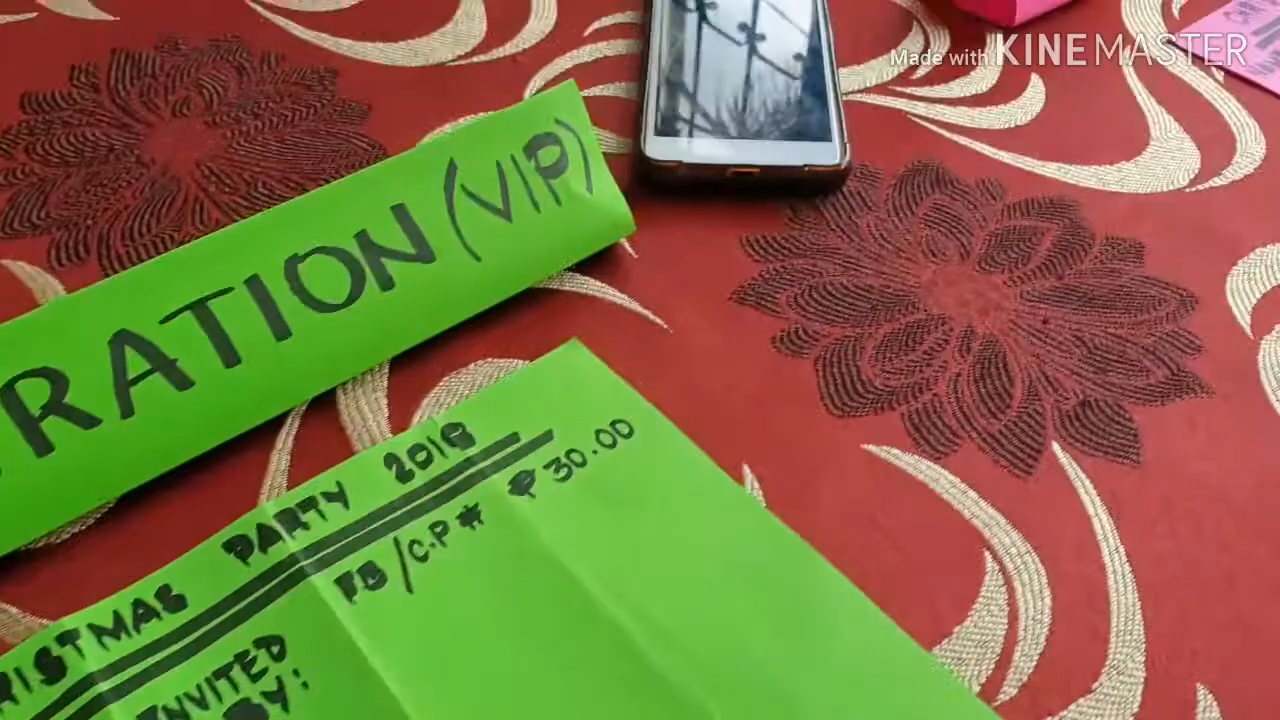 Made with KINEMASTER
RATION (VIP)
RISTMAS PARTY 2018
INVITED BY:
FB/C.P# ₱30.00